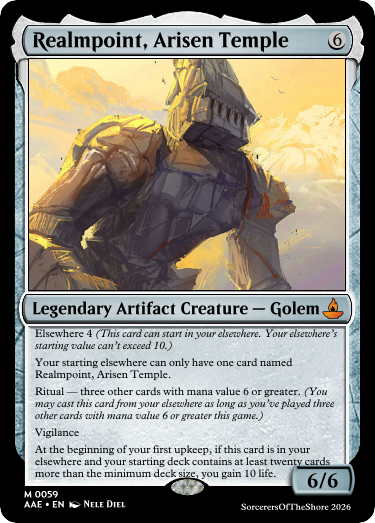 Realmpoint, Arisen Temple 6
Legendary Artifact Creature — Golem
Elsewhere 4 (This card can start in your elsewhere. Your elsewhere's
starting value can't exceed 10.)
Your starting elsewhere can only have one card named
Realmpoint, Arisen Temple.
Ritual — three other cards with mana value 6 or greater. (You
may cast this card from your elsewhere as long as you've played three
other cards with mana value 6 or greater this game.)
Vigilance
At the beginning of your first upkeep, if this card is in your
elsewhere and your starting deck contains at least twenty cards
more than the minimum deck size, you gain 10 life.
6/6
M 0059
AAE • EN Nele Diel
SorcerersOfTheShore 2026